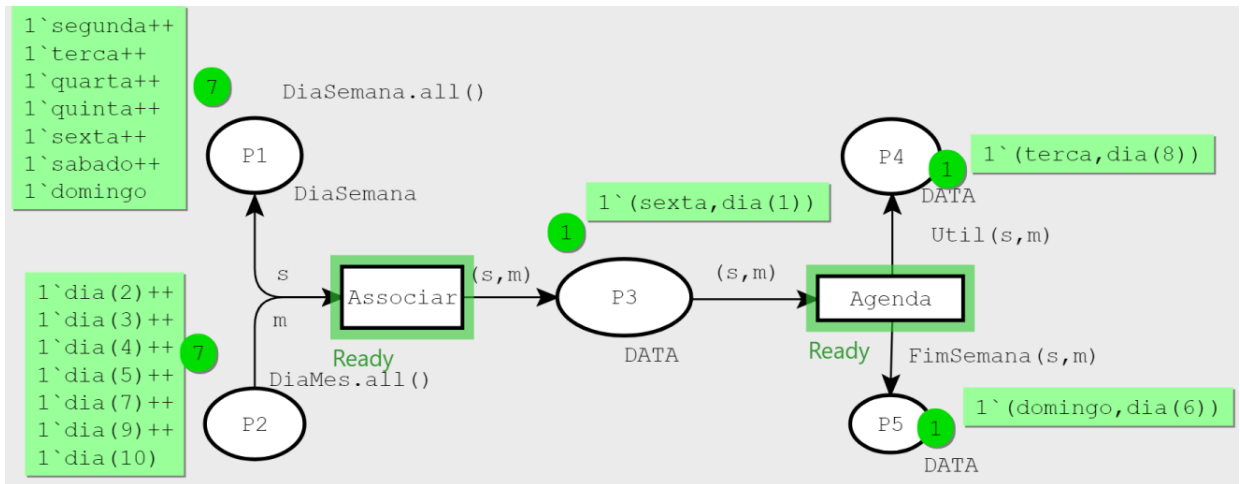 1`segunda++
1`terca++
1`quarta++
1`quinta++
1`sexta++
1`sabado++
1`domingo
7
DiaSemana.all()
P1
DiaSemana
1`dia(2)++
1`dia(3)++
1`dia(4)++
1`dia(5)++
1`dia(7)++
1`dia(9)++
1`dia(10)
7
s
m
DiaMes.all()
P2
Associar
Ready
(s,m)
1`(sexta,dia(1))
1
P3
DATA
(s,m)
Agenda
Ready
P4
1
1`(terca,dia(8))
DATA
Util(s,m)
FimSemana(s,m)
P5
1
1`(domingo,dia(6))
DATA